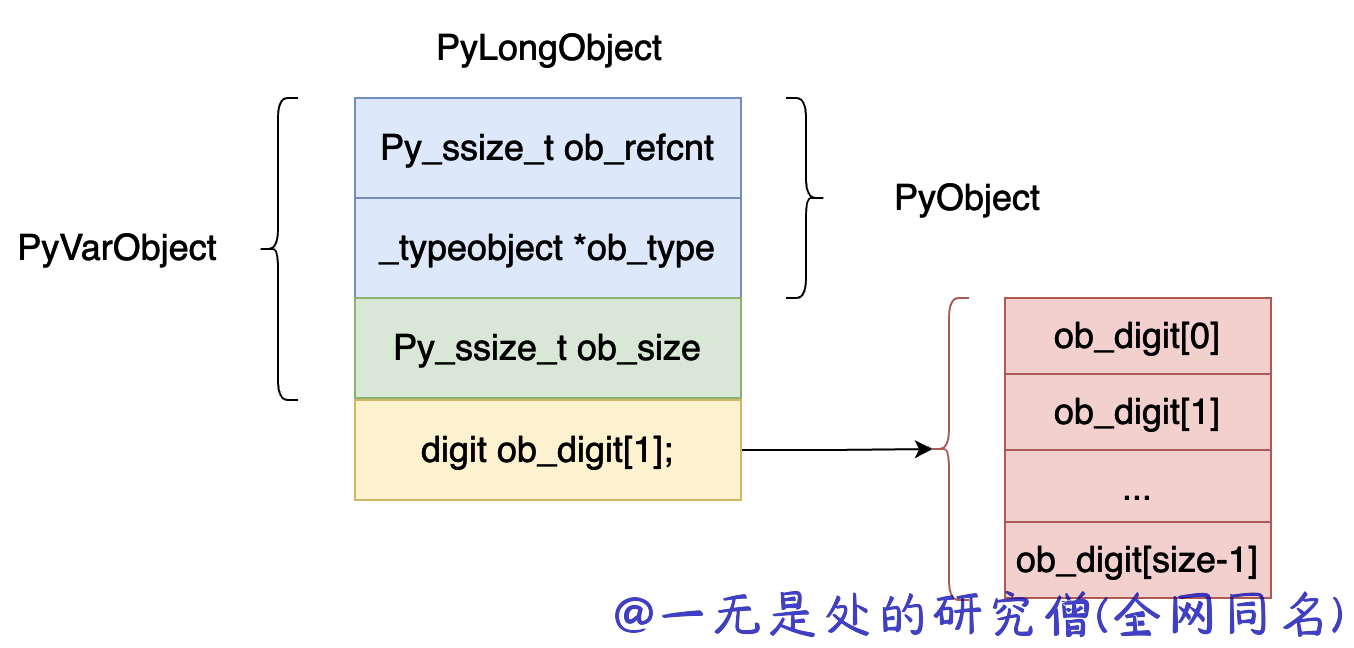 PyLongObject
Py_ssize_t ob_refcnt
PyObject
_typeobject *ob_type
PyVarObject
Py_ssize_t ob_size
digit ob_digit[1];
ob_digit[0]
ob_digit[1]
...
ob_digit[size-1]
@一无是处的研究僧(全网同名)